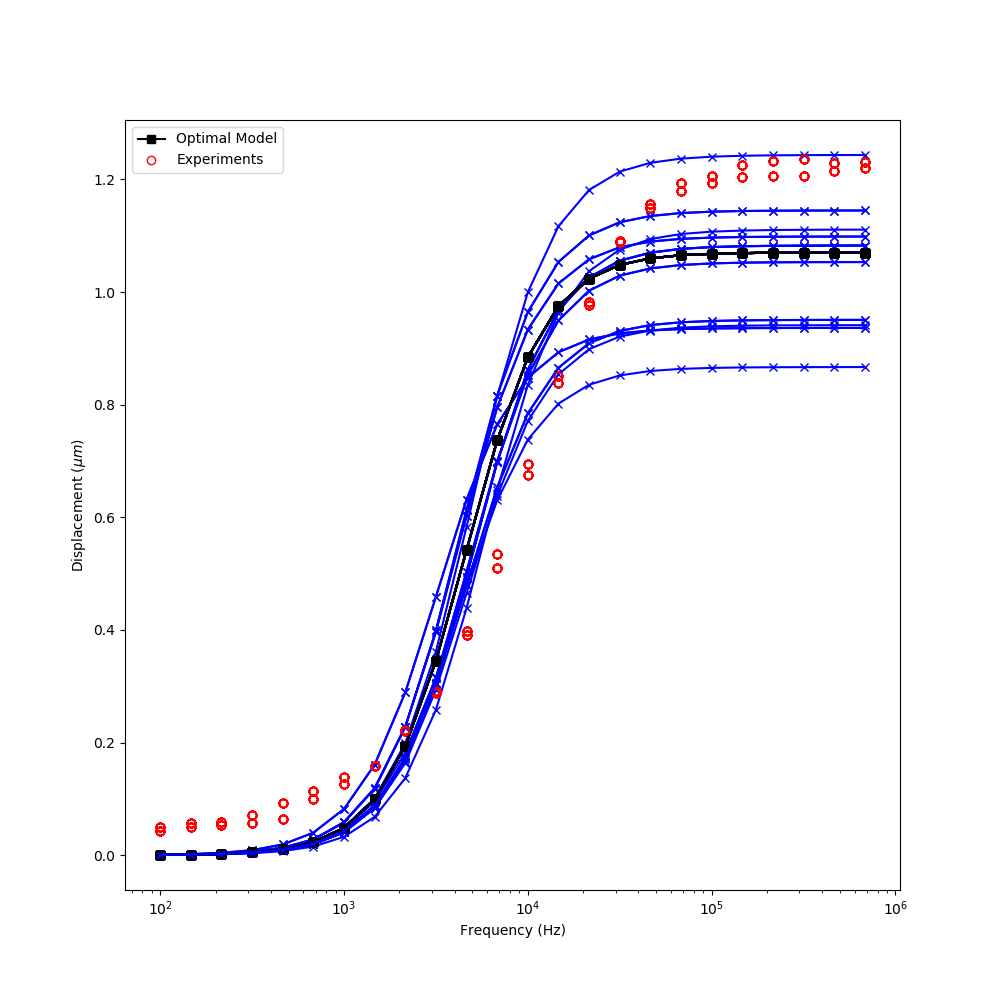 Optimal Model
Experiments
1.2
1.0
0.8
0.6
0.4
0.2
0.0
Displacement (μm)
10² 10³ 10⁴ 10⁵ 10⁶
Frequency (Hz)